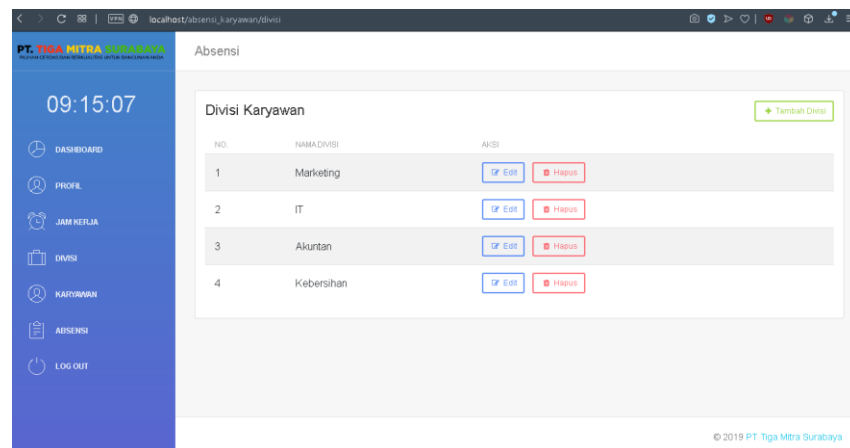 VPN localhost/absensi_karyawan/divisi
PT. TIGA MITRA SURABAYA
Absensi
09:15:07
DASHBOARD
PROFIL
JAM KERJA
DIVISI
KARYAWAN
ABSENSI
LOG OUT
Divisi Karyawan
+ Tambah Divisi
NO. NAMA DIVISI AKSI
1 Marketing Edit Hapus
2 IT Edit Hapus
3 Akuntan Edit Hapus
4 Kebersihan Edit Hapus
© 2019 PT Tiga Mitra Surabaya